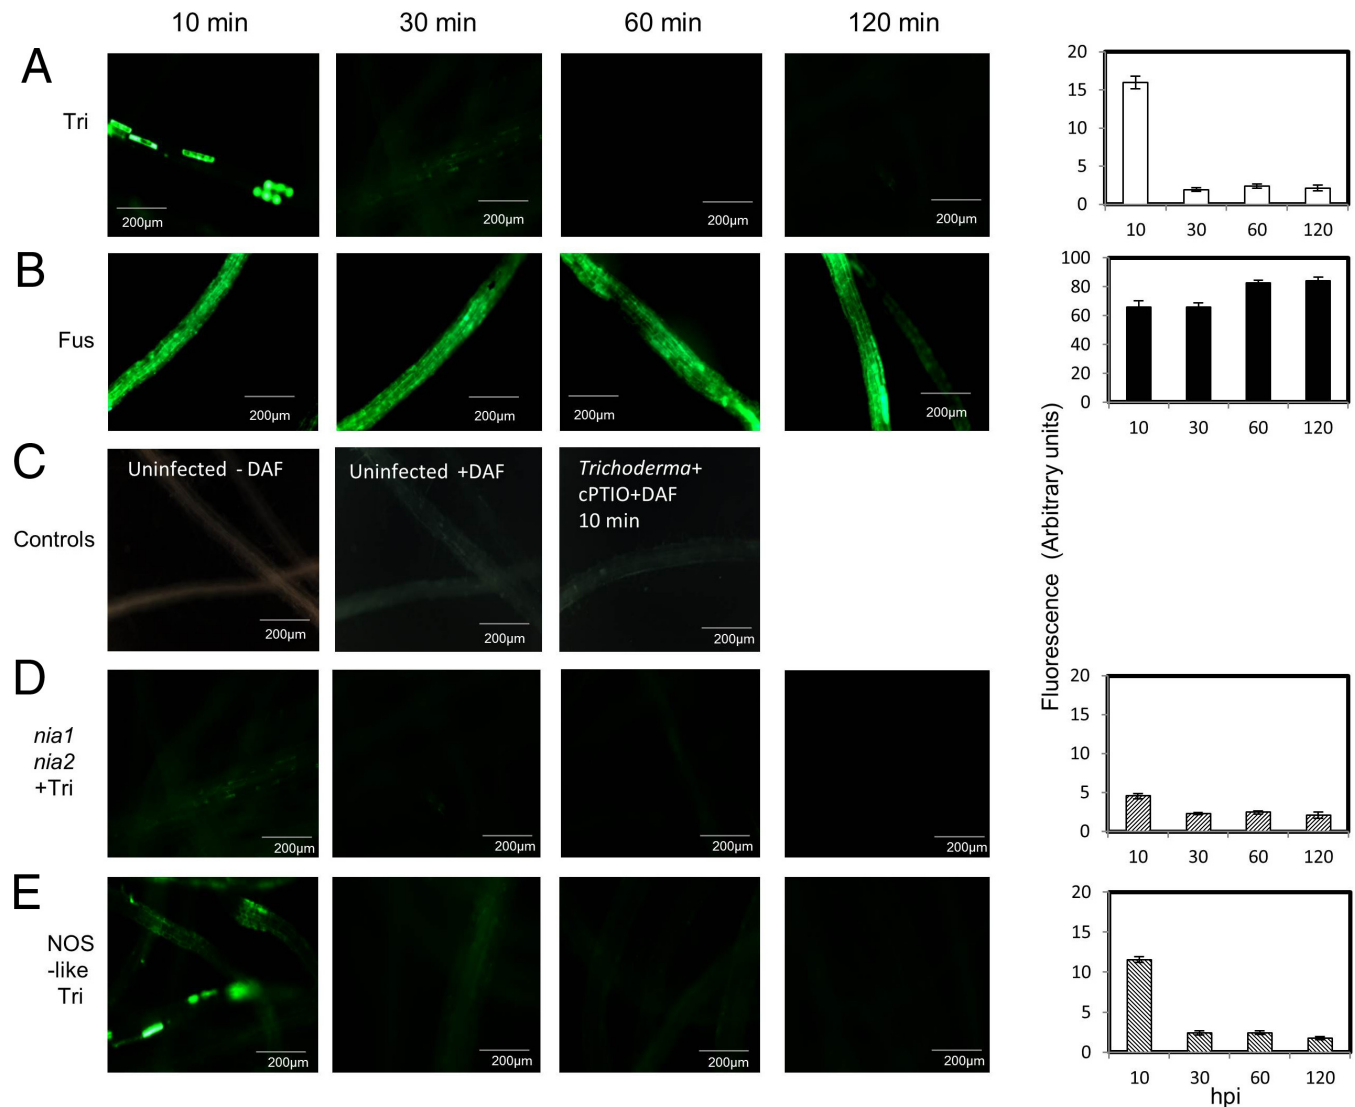 10 min 30 min 60 min 120 min
A
Tri
200µm 200µm 200µm 200µm
20
15
10
5
0
10 30 60 120
B
Fus
200µm 200µm 200µm 200µm
100
80
60
40
20
0
10 30 60 120
C
Controls
Uninfected - DAF
Uninfected +DAF
Trichoderma+
cPTIO+DAF
10 min
200µm 200µm 200µm
Fluorescence (Arbitrary units)
D
nia1
nia2
+Tri
200µm 200µm 200µm 200µm
20
15
10
5
0
10 30 60 120
E
NOS
-like
Tri
200µm 200µm 200µm 200µm
20
15
10
5
0
10 30 60 120
hpi